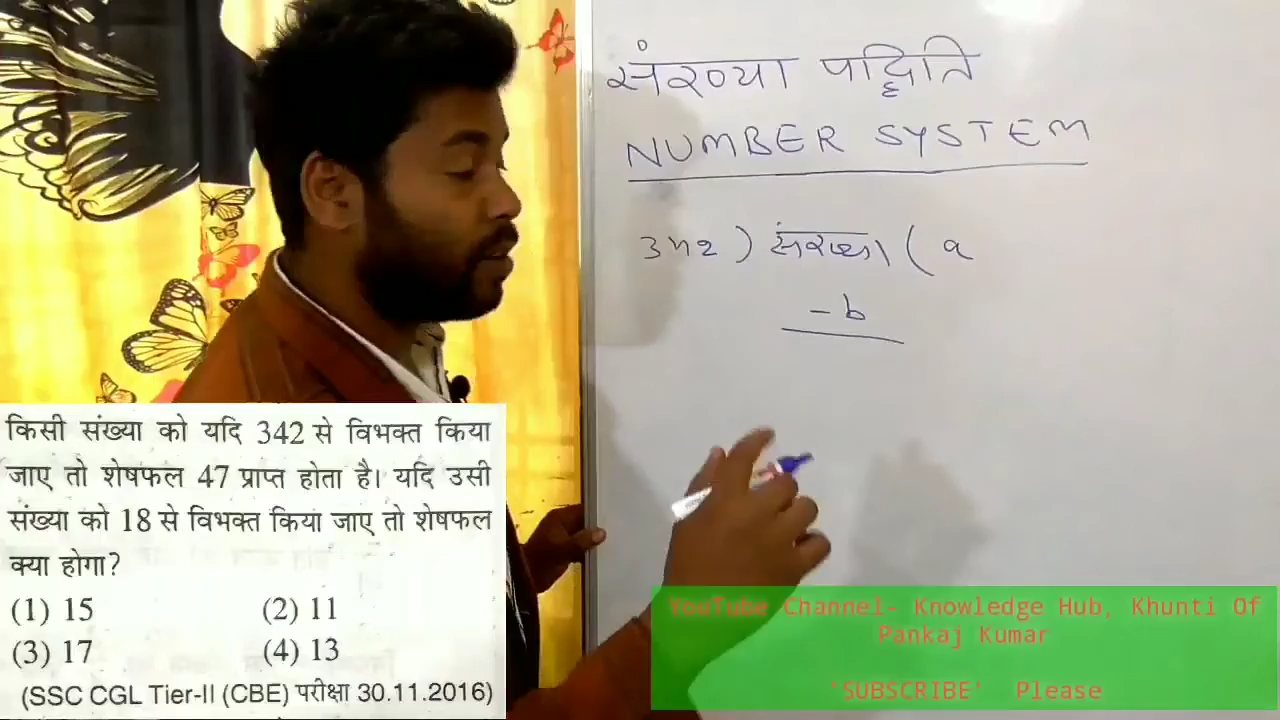 संख्या पद्धिति
NUMBER SYSTEM
342 ) संख्या ( a
- b
किसी संख्या को यदि 342 से विभक्त किया
जाए तो शेषफल 47 प्राप्त होता है। यदि उसी
संख्या को 18 से विभक्त किया जाए तो शेषफल
क्या होगा?
(1) 15 (2) 11
(3) 17 (4) 13
(SSC CGL Tier-II (CBE) परीक्षा 30.11.2016)
YouTube Channel- Knowledge Hub, Khunti Of
Pankaj Kumar
'SUBSCRIBE' Please